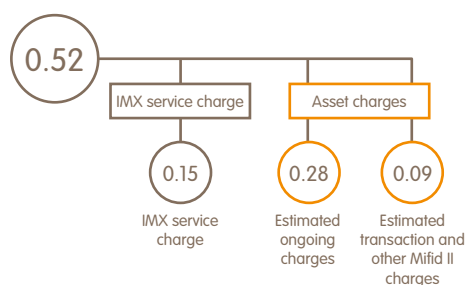 0.52
IMX service charge
Asset charges
0.15
0.28
0.09
IMX service
charge
Estimated
ongoing
charges
Estimated
transaction and
other Mifid II
charges